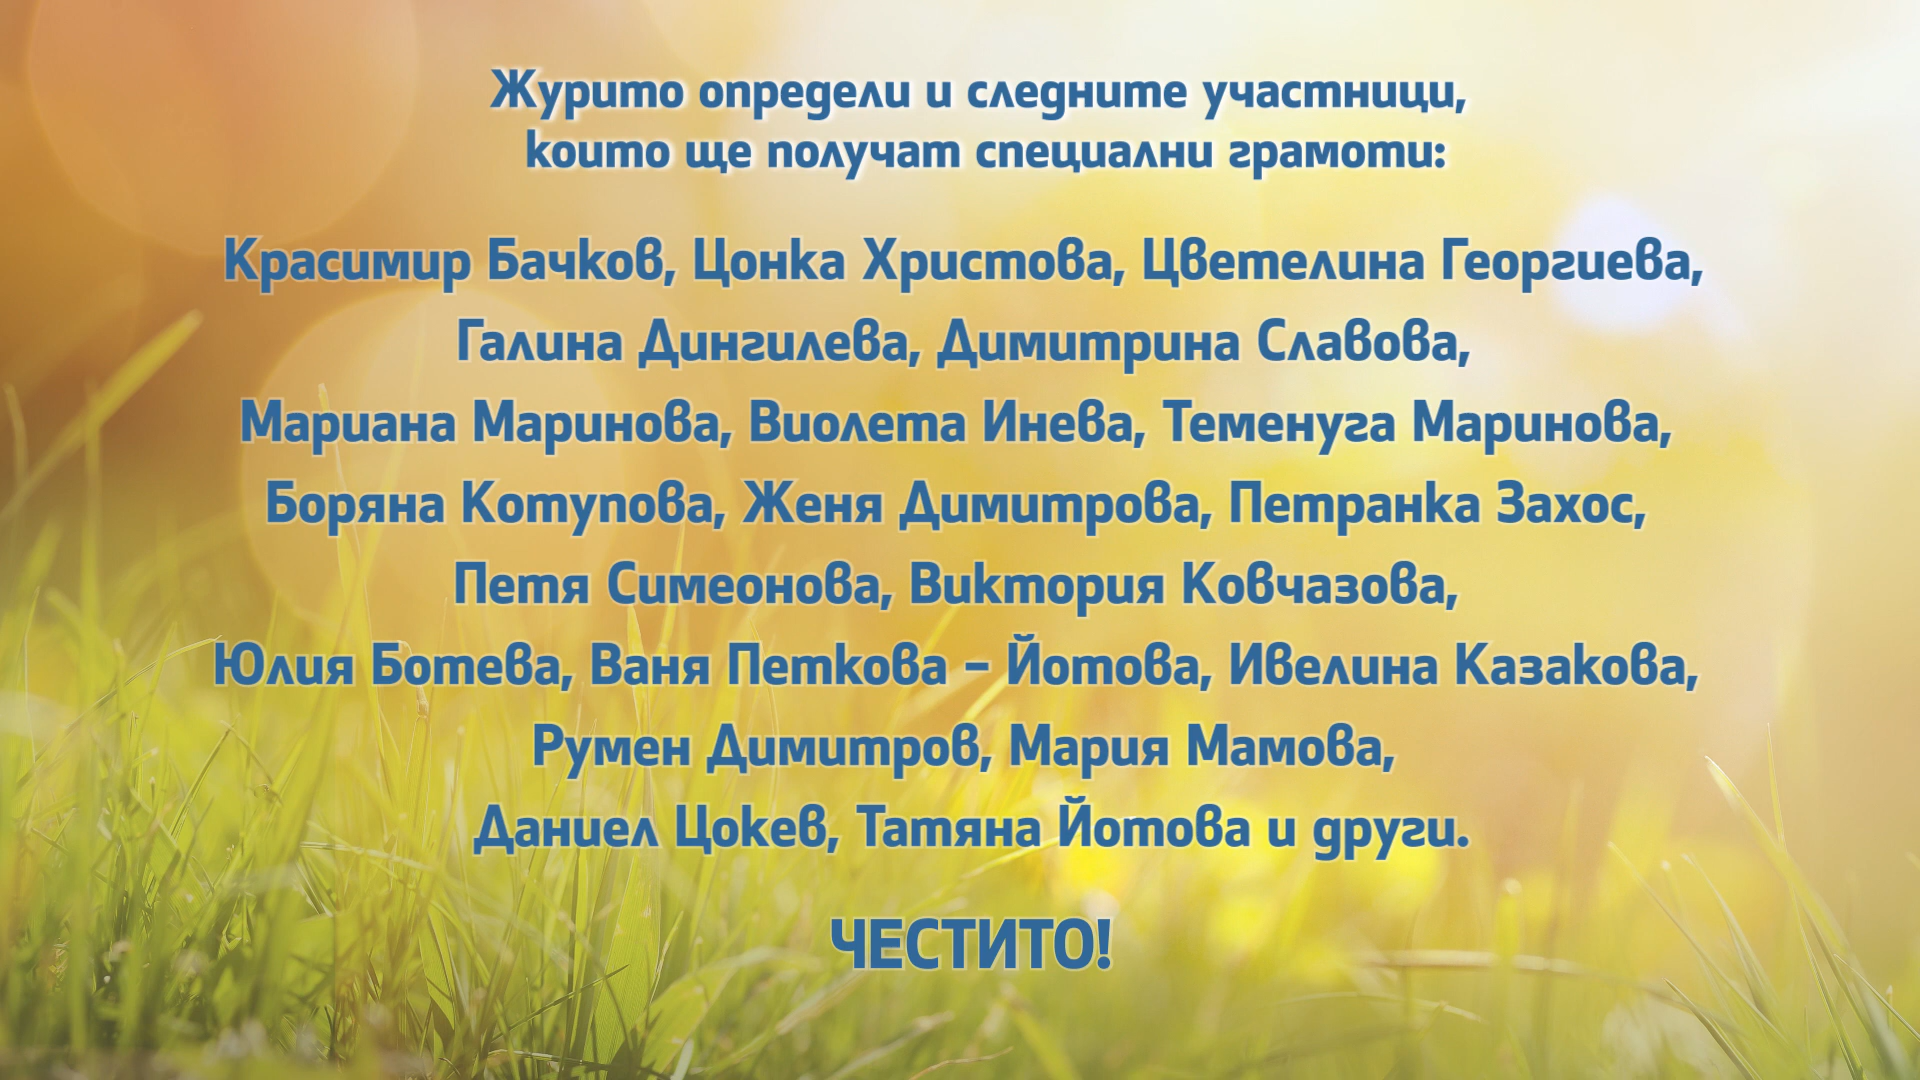 Журито определи и следните участници,
които ще получат специални грамоти:
Красимир Бачков, Цонка Христова, Цветелина Георгиева,
Галина Дингилева, Димитрина Славова,
Мариана Маринова, Виолета Инева, Теменуга Маринова,
Боряна Котупова, Женя Димитрова, Петранка Захос,
Петя Симеонова, Виктория Ковчазова,
Юлия Ботева, Ваня Петкова – Йотова, Ивелина Казакова,
Румен Димитров, Мария Мамова,
Даниел Цокев, Татяна Йотова и други.
ЧЕСТИТО!